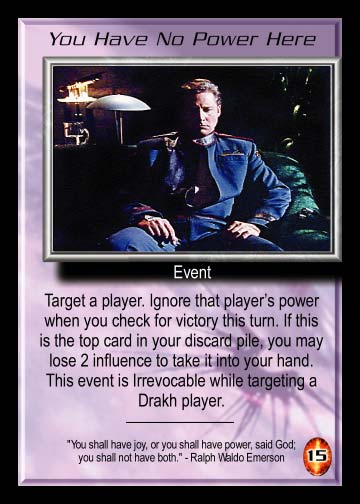 You Have No Power Here
Event
Target a player. Ignore that player's power
when you check for victory this turn. If this
is the top card in your discard pile, you may
lose 2 influence to take it into your hand.
This event is Irrevocable while targeting a
Drakh player.
"You shall have joy, or you shall have power, said God;
you shall not have both." - Ralph Waldo Emerson
15